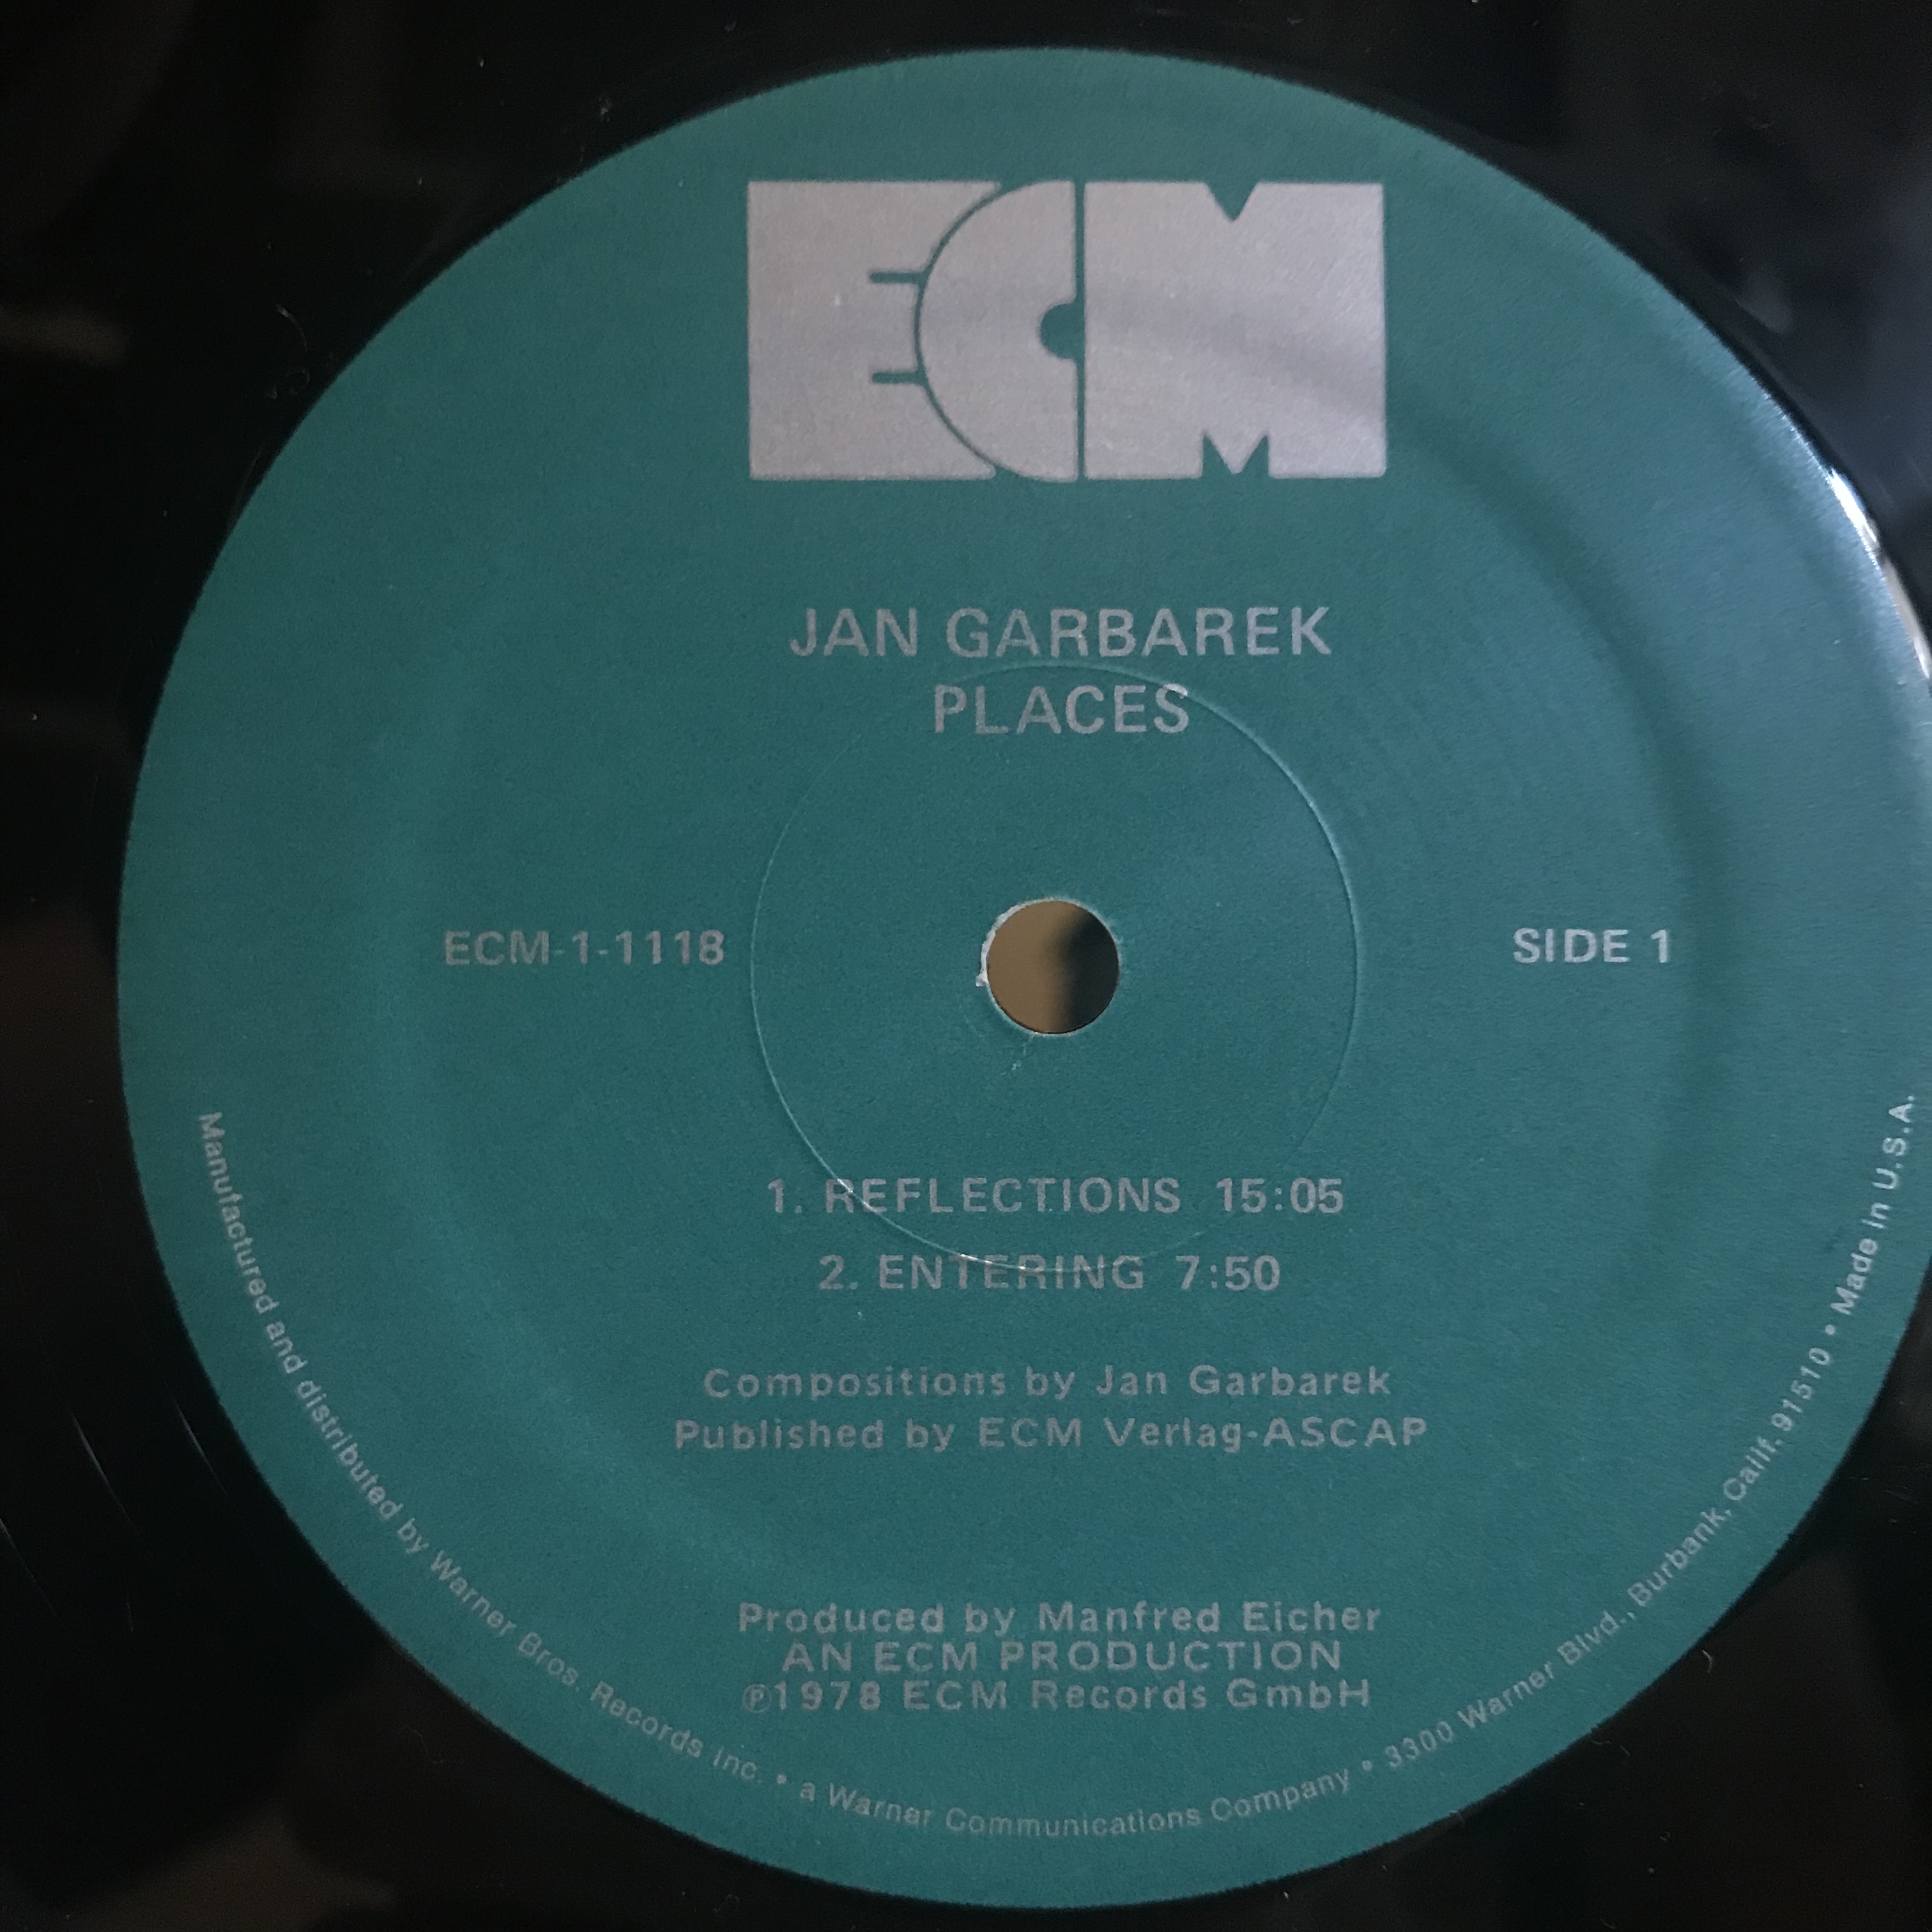 ECM
JAN GARBAREK
PLACES
ECM-1-1118
SIDE 1
1. REFLECTIONS 15:05
2. ENTERING 7:50
Compositions by Jan Garbarek
Published by ECM Verlag-ASCAP
Produced by Manfred Eicher
AN ECM PRODUCTION
℗1978 ECM Records GmbH
Manufactured and distributed by Warner Bros. Records Inc. • a Warner Communications Company • 3300 Warner Blvd., Burbank, Calif. 91510 • Made in U.S.A.